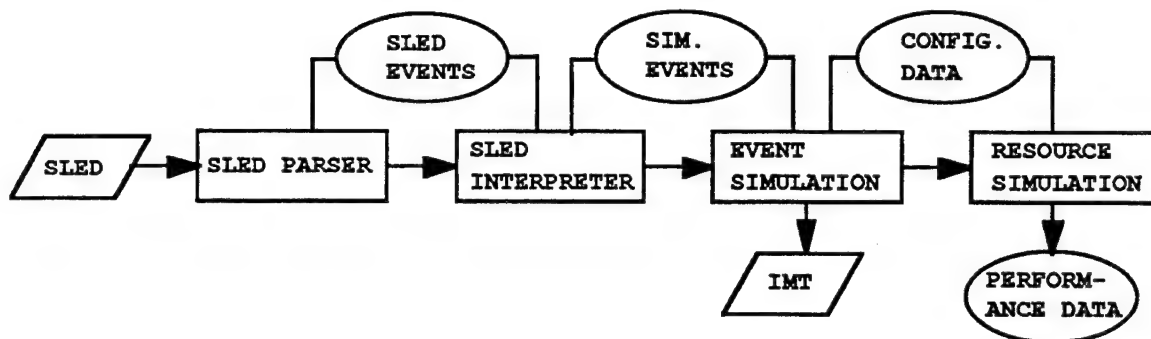 SLED
EVENTS
SIM.
EVENTS
CONFIG.
DATA
SLED
SLED PARSER
SLED
INTERPRETER
EVENT
SIMULATION
RESOURCE
SIMULATION
IMT
PERFORM-
ANCE DATA